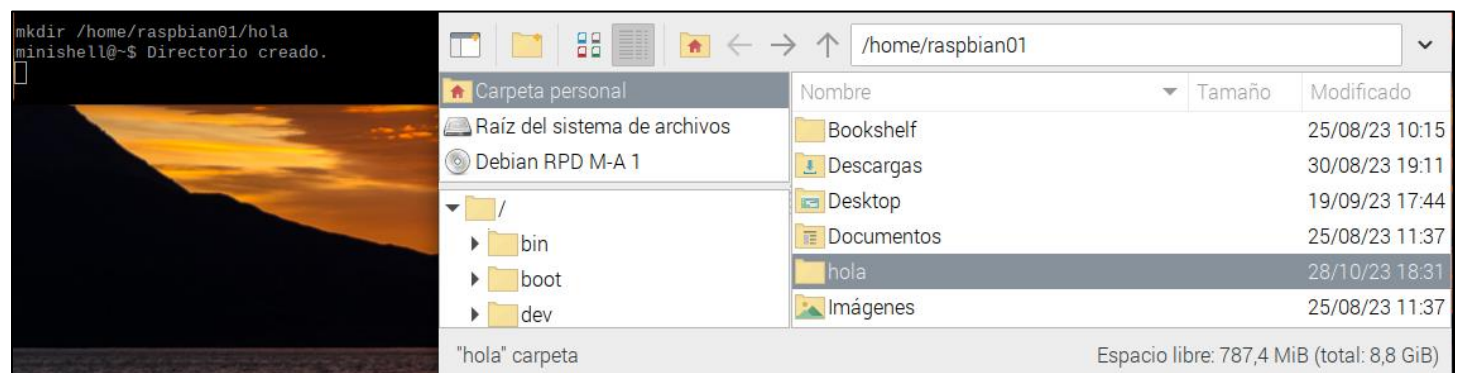 mkdir /home/raspbian01/hola
minishell@~$ Directorio creado.
/home/raspbian01
Carpeta personal
Raíz del sistema de archivos
Debian RPD M-A 1
/
bin
boot
dev
Nombre Tamaño Modificado
Bookshelf 25/08/23 10:15
Descargas 30/08/23 19:11
Desktop 19/09/23 17:44
Documentos 25/08/23 11:37
hola 28/10/23 18:31
Imágenes 25/08/23 11:37
"hola" carpeta
Espacio libre: 787,4 MiB (total: 8,8 GiB)